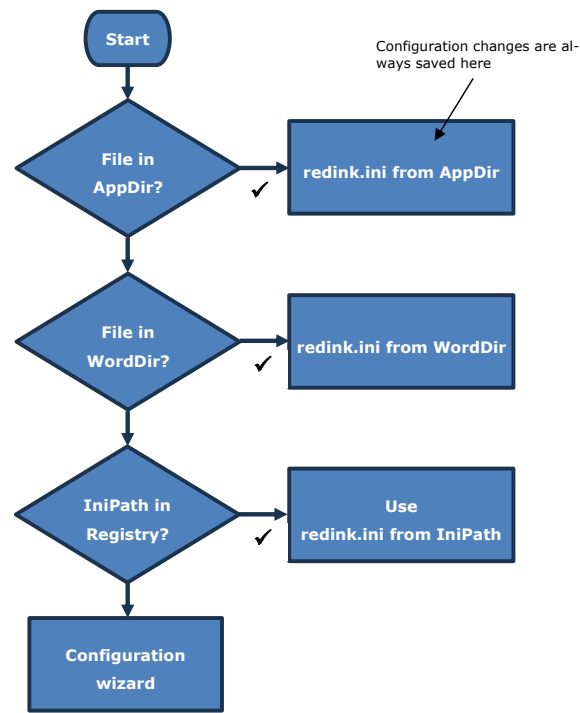 Start
Configuration changes are al-
ways saved here
File in
AppDir?
redink.ini from AppDir
✓
File in
WordDir?
redink.ini from WordDir
✓
IniPath in
Registry?
Use
redink.ini from IniPath
✓
Configuration
wizard